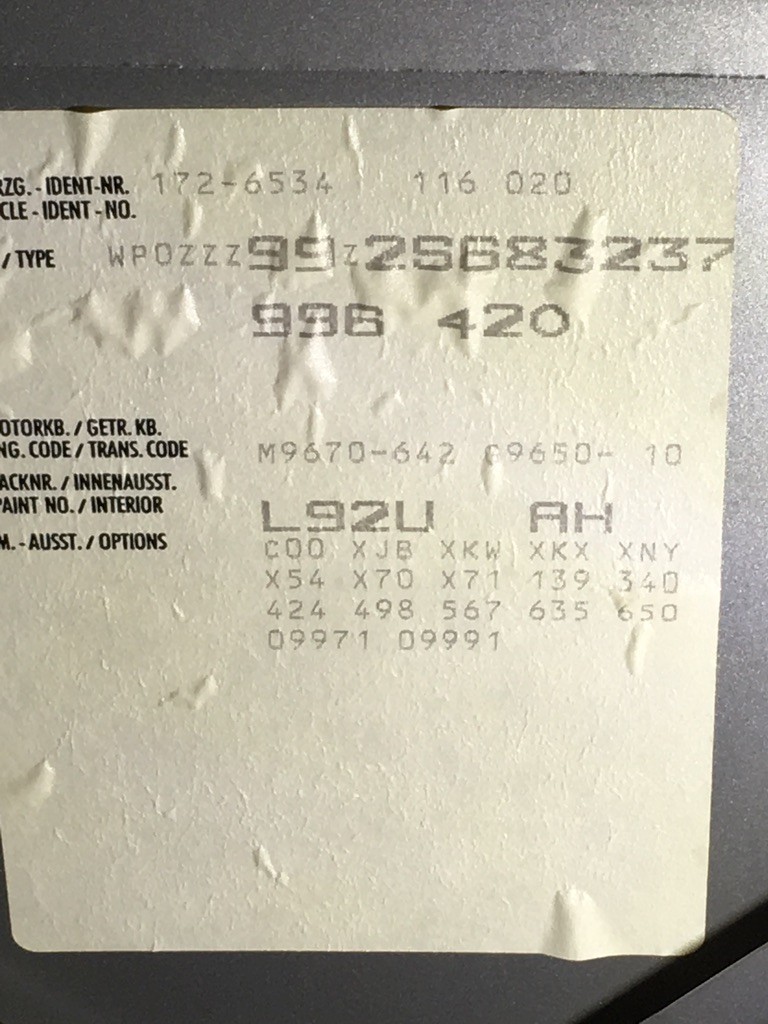 RZG. - IDENT-NR. 172-6534 116 020
CLE - IDENT - NO.
/ TYPE WP0ZZZ99Z2S683237
996 420
OTORKB. / GETR. KB.
NG. CODE / TRANS. CODE M9670-642 G9650- 10
ACKNR. / INNENAUSST.
PAINT NO. / INTERIOR L92U AH
M. - AUSST. / OPTIONS
C00 XJB XKW XKX XNY
X54 X70 X71 139 340
424 498 567 635 650
09971 09991